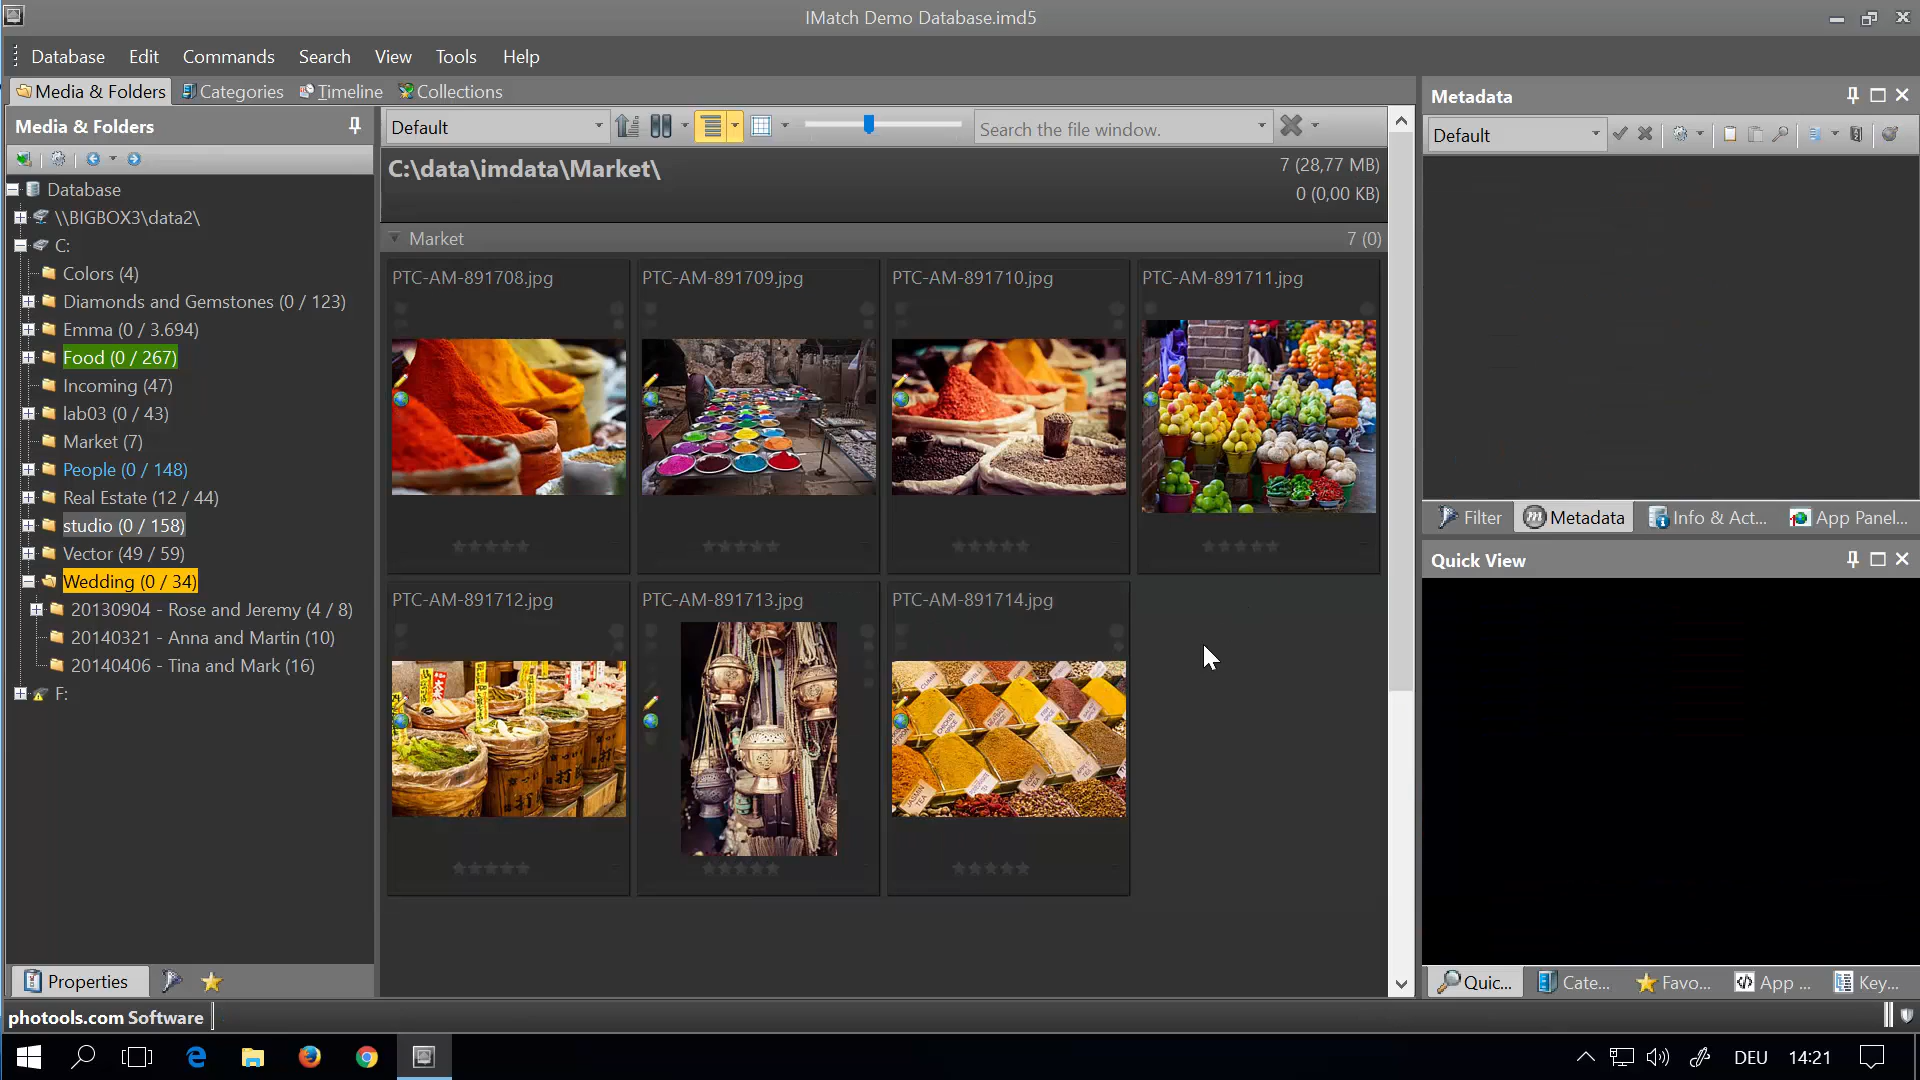 IMatch Demo Database.imd5
Database Edit Commands Search View Tools Help
Media & Folders Categories Timeline Collections
Media & Folders
Database
\\BIGBOX3\data2\
C:
Colors (4)
Diamonds and Gemstones (0 / 123)
Emma (0 / 3.694)
Food (0 / 267)
Incoming (47)
lab03 (0 / 43)
Market (7)
People (0 / 148)
Real Estate (12 / 44)
studio (0 / 158)
Vector (49 / 59)
Wedding (0 / 34)
20130904 - Rose and Jeremy (4 / 8)
20140321 - Anna and Martin (10)
20140406 - Tina and Mark (16)
F:
Properties
Default
Search the file window.
C:\data\imdata\Market\
7 (28,77 MB)
0 (0,00 KB)
Market 7 (0)
PTC-AM-891708.jpg PTC-AM-891709.jpg PTC-AM-891710.jpg PTC-AM-891711.jpg
PTC-AM-891712.jpg PTC-AM-891713.jpg PTC-AM-891714.jpg
Metadata
Default
Filter Metadata Info & Act... App Panel...
Quick View
Quic... Cate... Favo... App ... Key...
photools.com Software
DEU 14:21